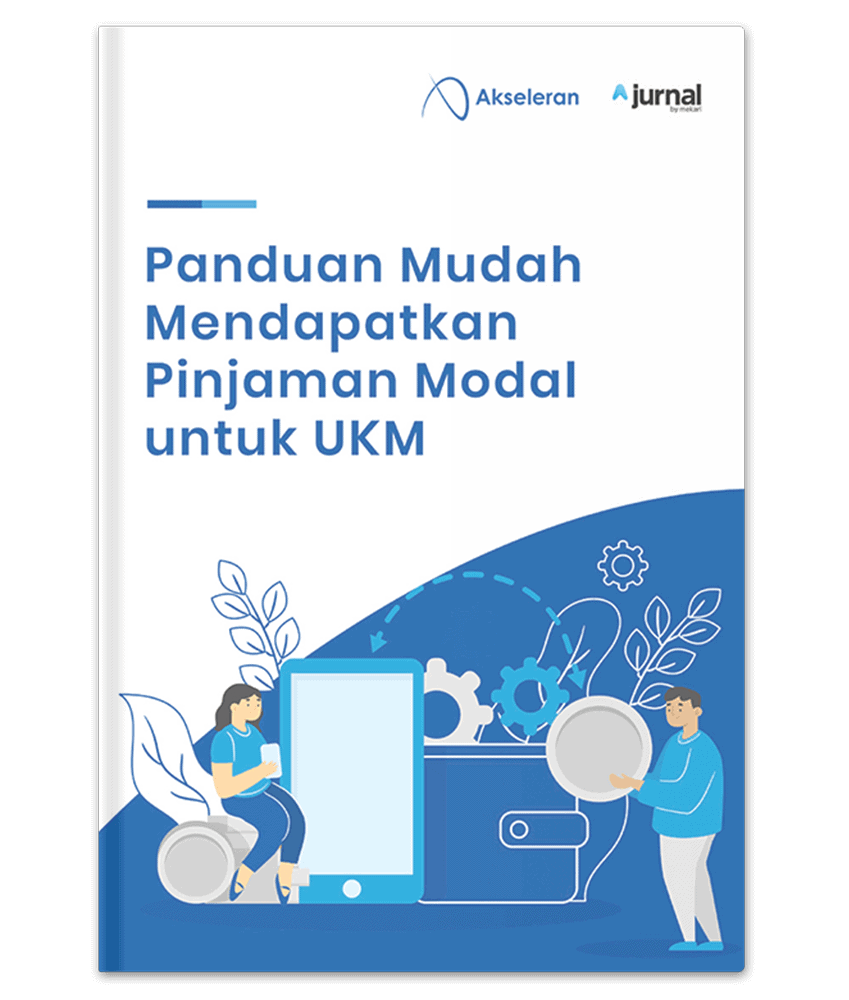 Akseleran
jurnal
by mekari
Panduan Mudah
Mendapatkan
Pinjaman Modal
untuk UKM